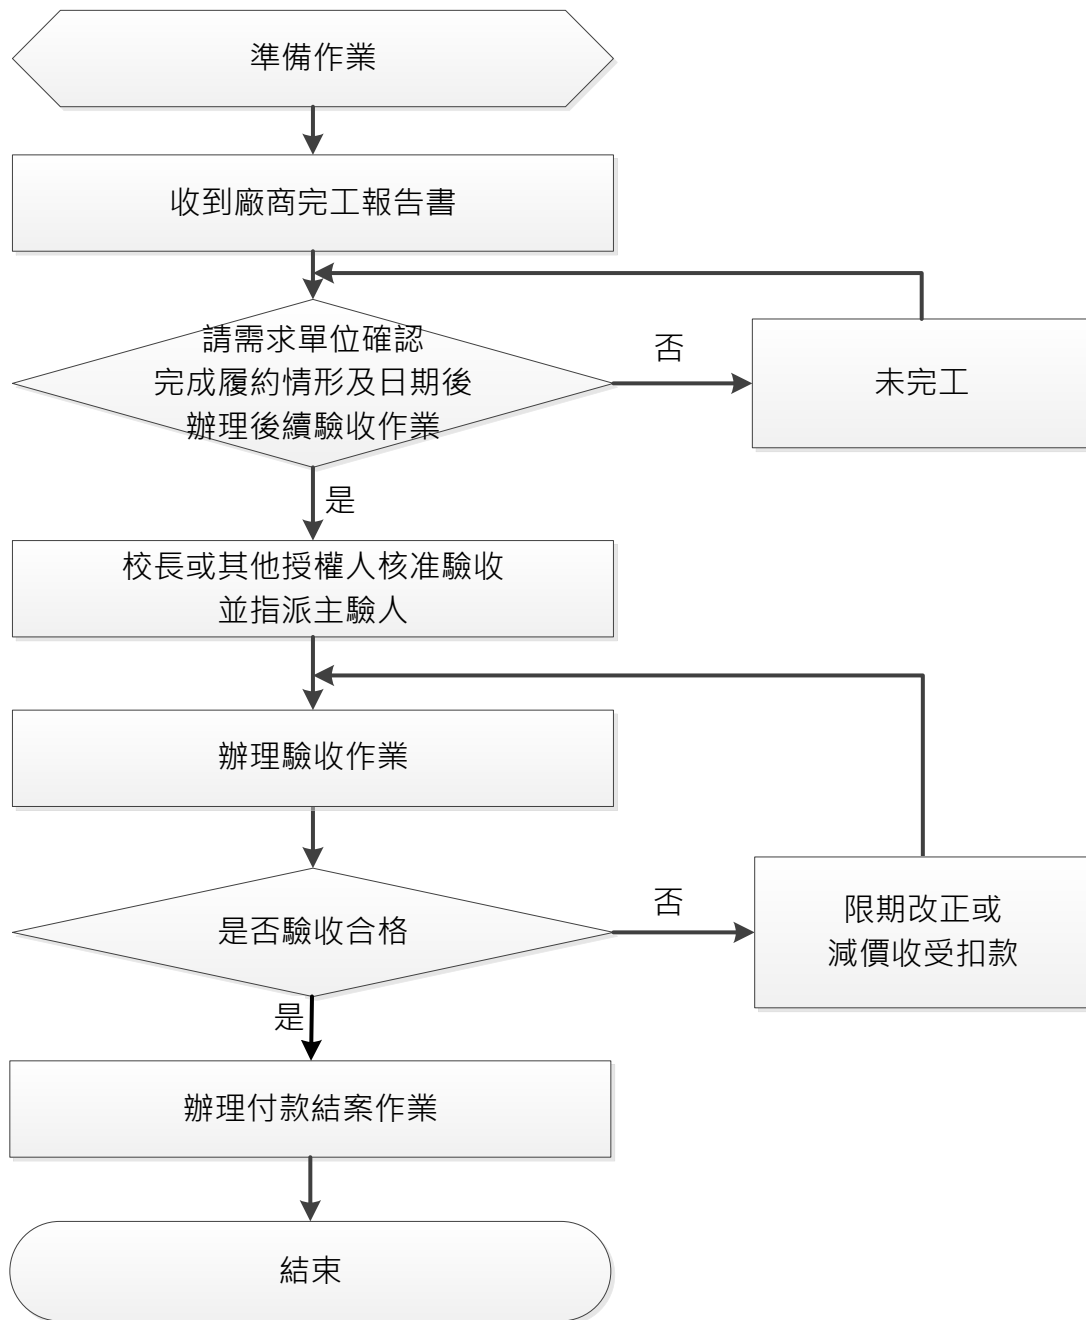 準備作業
收到廠商完工報告書
請需求單位確認
完成履約情形及日期後
辦理後續驗收作業
否
未完工
是
校長或其他授權人核准驗收
並指派主驗人
辦理驗收作業
是否驗收合格
否
限期改正或
減價收受扣款
是
辦理付款結案作業
結束